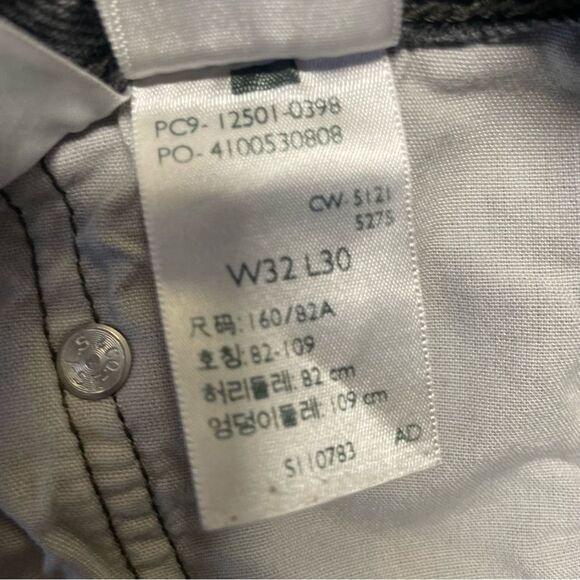 PC9- 12501-0398
PO- 4100530808
CW- 5121
5275
W32 L30
尺码:160/82A
호칭:82-109
허리둘레: 82 cm
엉덩이둘레: 109 cm
S110783 AD